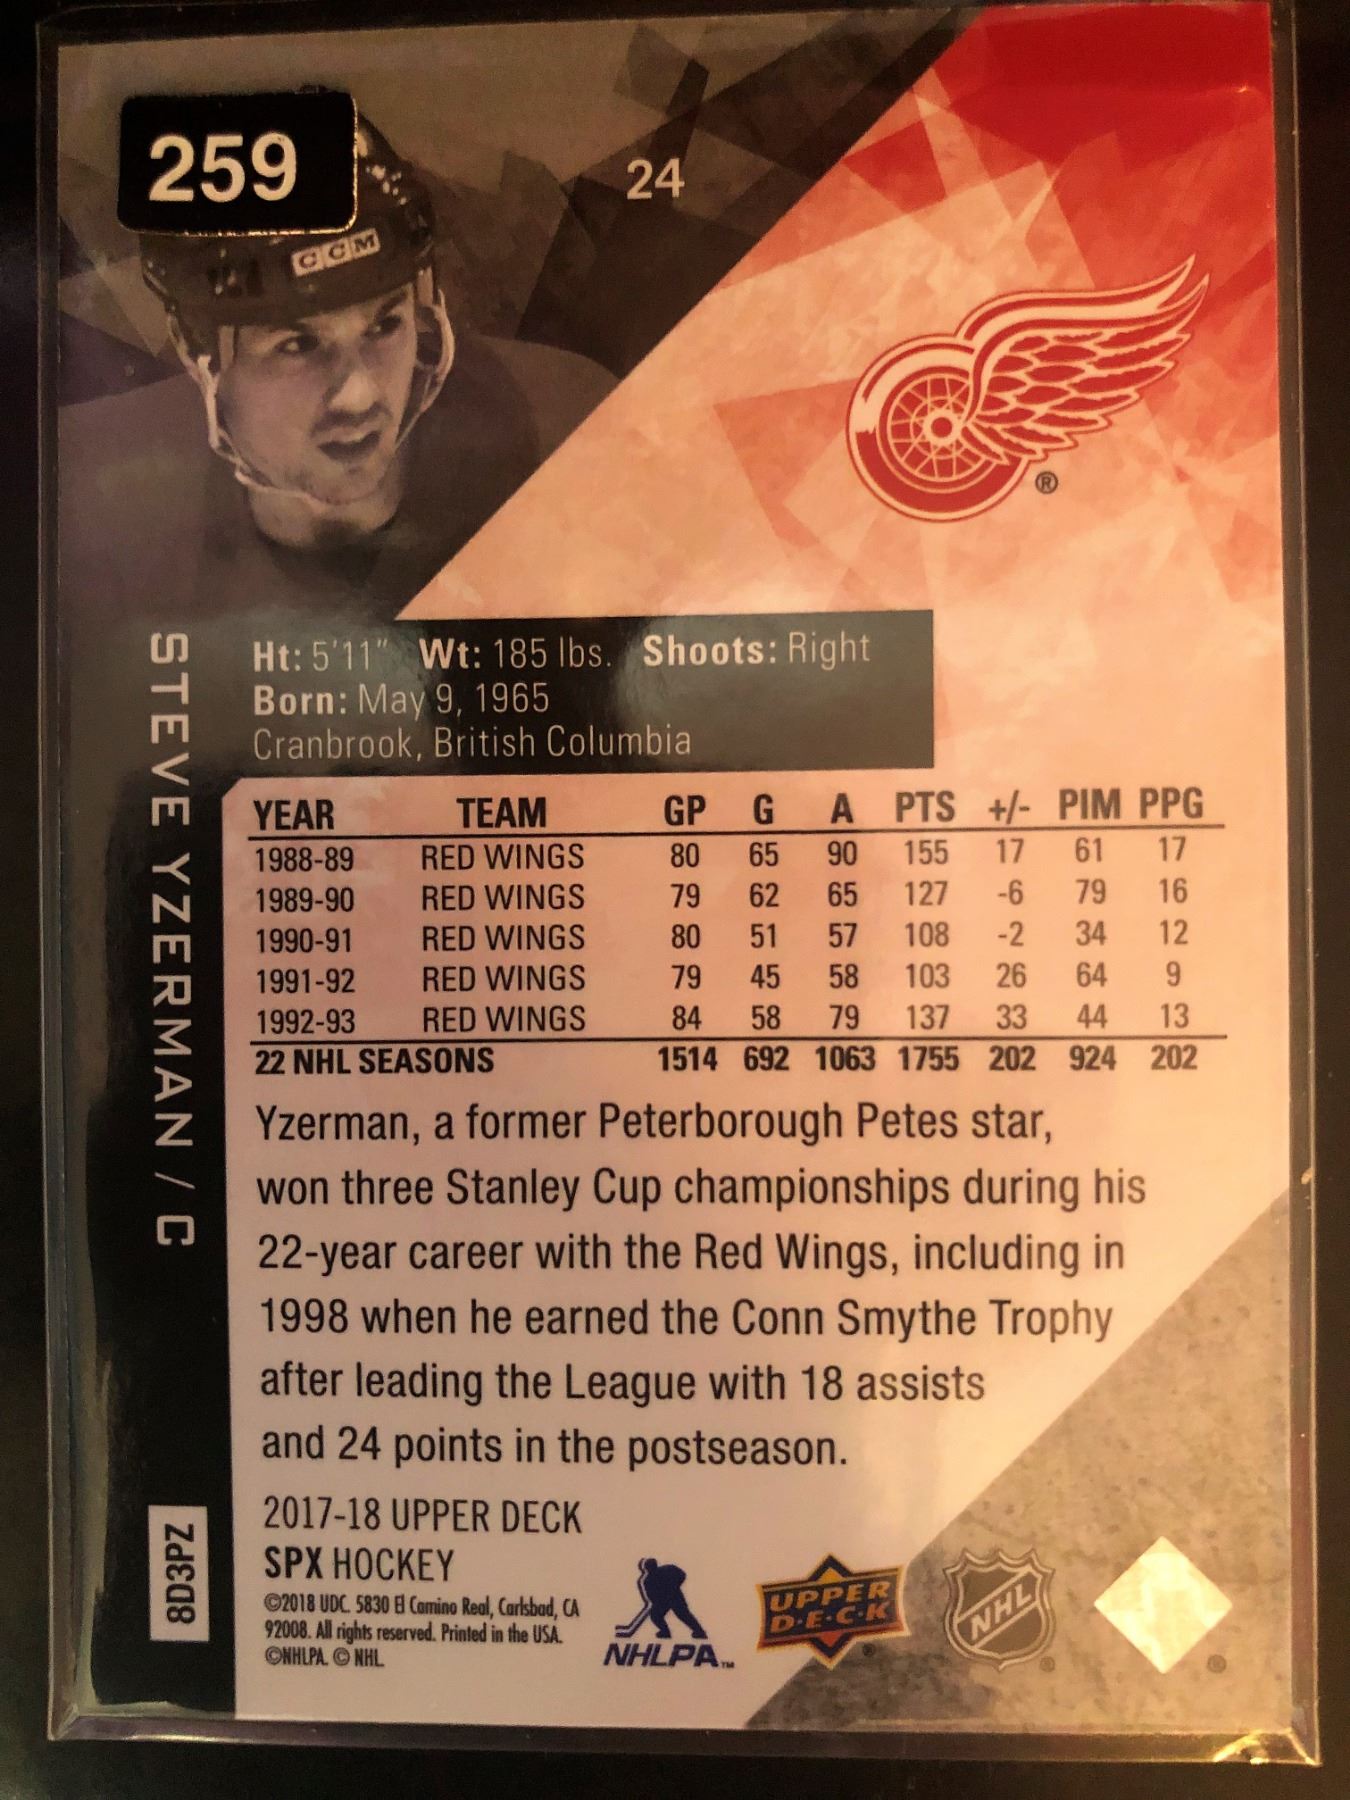 259
24
CCM
®
STEVE YZERMAN / C
Ht: 5'11" Wt: 185 lbs. Shoots: Right
Born: May 9, 1965
Cranbrook, British Columbia
YEAR TEAM GP G A PTS +/- PIM PPG
1988-89 RED WINGS 80 65 90 155 17 61 17
1989-90 RED WINGS 79 62 65 127 -6 79 16
1990-91 RED WINGS 80 51 57 108 -2 34 12
1991-92 RED WINGS 79 45 58 103 26 64 9
1992-93 RED WINGS 84 58 79 137 33 44 13
22 NHL SEASONS 1514 692 1063 1755 202 924 202
Yzerman, a former Peterborough Petes star,
won three Stanley Cup championships during his
22-year career with the Red Wings, including in
1998 when he earned the Conn Smythe Trophy
after leading the League with 18 assists
and 24 points in the postseason.
2017-18 UPPER DECK
SPX HOCKEY
©2018 UDC. 5830 El Camino Real, Carlsbad, CA
92008. All rights reserved. Printed in the USA.
©NHLPA. © NHL.
8D3PZ
NHLPA™
UPPER
D·E·C·K
®
NHL
®
®